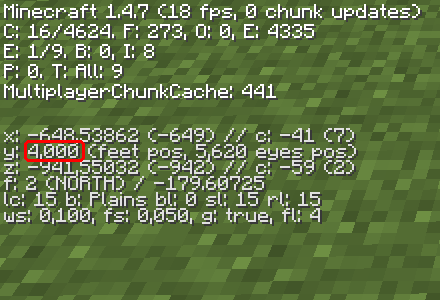 Minecraft 1.4.7 (18 fps, 0 chunk updates)
C: 16/4624, F: 273, O: 0, E: 4335
E: 1/9, B: 0, I: 8
P: 0, T: All: 9
MultiplayerChunkCache: 441
x: -648,53862 (-649) // c: -41 (7)
y: 4,000 (feet pos, 5,620 eyes pos)
z: -941,55032 (-942) // c: -59 (2)
f: 2 (NORTH) / -179,60725
lc: 15 b: Plains bl: 0 sl: 15 rl: 15
ws: 0,100, fs: 0,050, g: true, fl: 4